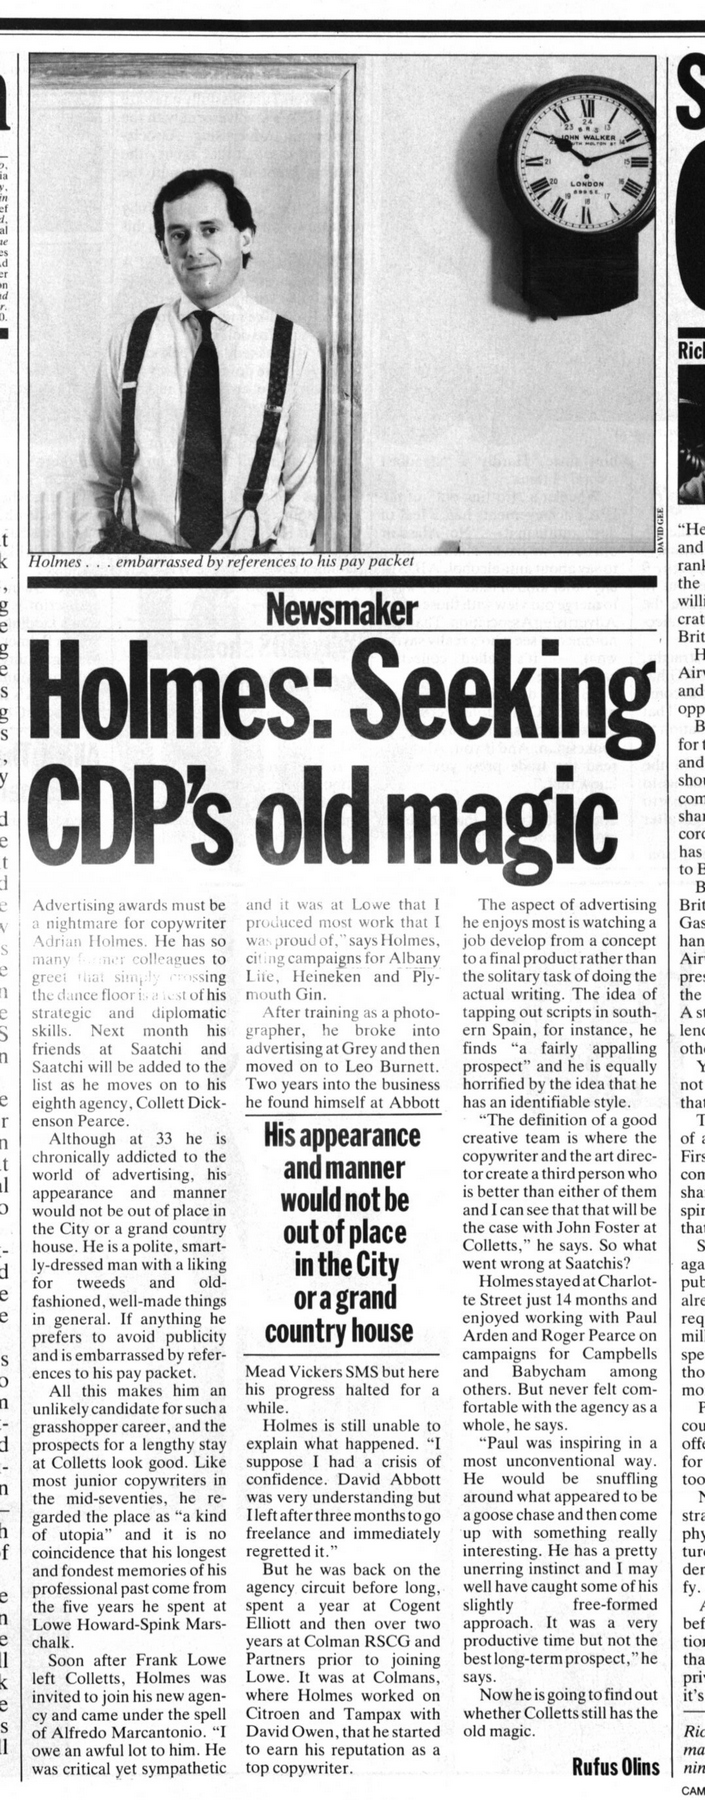 24
23 13
S.R.S
22 JOHN WALKER 14
SOUTH MOLTON ST
21 15
20 LONDON 16
19 17
18
DAVID GEE
Holmes . . . embarrassed by references to his pay packet
Newsmaker
Holmes: Seeking
CDP's old magic
Advertising awards must be
a nightmare for copywriter
Adrian Holmes. He has so
many former colleagues to
greet that simply crossing
the dance floor is a test of his
strategic and diplomatic
skills. Next month his
friends at Saatchi and
Saatchi will be added to the
list as he moves on to his
eighth agency, Collett Dick-
enson Pearce.
Although at 33 he is
chronically addicted to the
world of advertising, his
appearance and manner
would not be out of place in
the City or a grand country
house. He is a polite, smart-
ly-dressed man with a liking
for tweeds and old-
fashioned, well-made things
in general. If anything he
prefers to avoid publicity
and is embarrassed by refer-
ences to his pay packet.
All this makes him an
unlikely candidate for such a
grasshopper career, and the
prospects for a lengthy stay
at Colletts look good. Like
most junior copywriters in
the mid-seventies, he re-
garded the place as "a kind
of utopia" and it is no
coincidence that his longest
and fondest memories of his
professional past come from
the five years he spent at
Lowe Howard-Spink Mars-
chalk.
Soon after Frank Lowe
left Colletts, Holmes was
invited to join his new agen-
cy and came under the spell
of Alfredo Marcantonio. "I
owe an awful lot to him. He
was critical yet sympathetic
and it was at Lowe that I
produced most work that I
was proud of," says Holmes,
citing campaigns for Albany
Life, Heineken and Ply-
mouth Gin.
After training as a photo-
grapher, he broke into
advertising at Grey and then
moved on to Leo Burnett.
Two years into the business
he found himself at Abbott
His appearance
and manner
would not be
out of place
in the City
or a grand
country house
Mead Vickers SMS but here
his progress halted for a
while.
Holmes is still unable to
explain what happened. "I
suppose I had a crisis of
confidence. David Abbott
was very understanding but
I left after three months to go
freelance and immediately
regretted it."
But he was back on the
agency circuit before long,
spent a year at Cogent
Elliott and then over two
years at Colman RSCG and
Partners prior to joining
Lowe. It was at Colmans,
where Holmes worked on
Citroen and Tampax with
David Owen, that he started
to earn his reputation as a
top copywriter.
The aspect of advertising
he enjoys most is watching a
job develop from a concept
to a final product rather than
the solitary task of doing the
actual writing. The idea of
tapping out scripts in south-
ern Spain, for instance, he
finds "a fairly appalling
prospect" and he is equally
horrified by the idea that he
has an identifiable style.
"The definition of a good
creative team is where the
copywriter and the art direc-
tor create a third person who
is better than either of them
and I can see that that will be
the case with John Foster at
Colletts," he says. So what
went wrong at Saatchis?
Holmes stayed at Charlot-
te Street just 14 months and
enjoyed working with Paul
Arden and Roger Pearce on
campaigns for Campbells
and Babycham among
others. But never felt com-
fortable with the agency as a
whole, he says.
"Paul was inspiring in a
most unconventional way.
He would be snuffling
around what appeared to be
a goose chase and then come
up with something really
interesting. He has a pretty
unerring instinct and I may
well have caught some of his
slightly free-formed
approach. It was a very
productive time but not the
best long-term prospect," he
says.
Now he is going to find out
whether Colletts still has the
old magic.
Rufus Olins